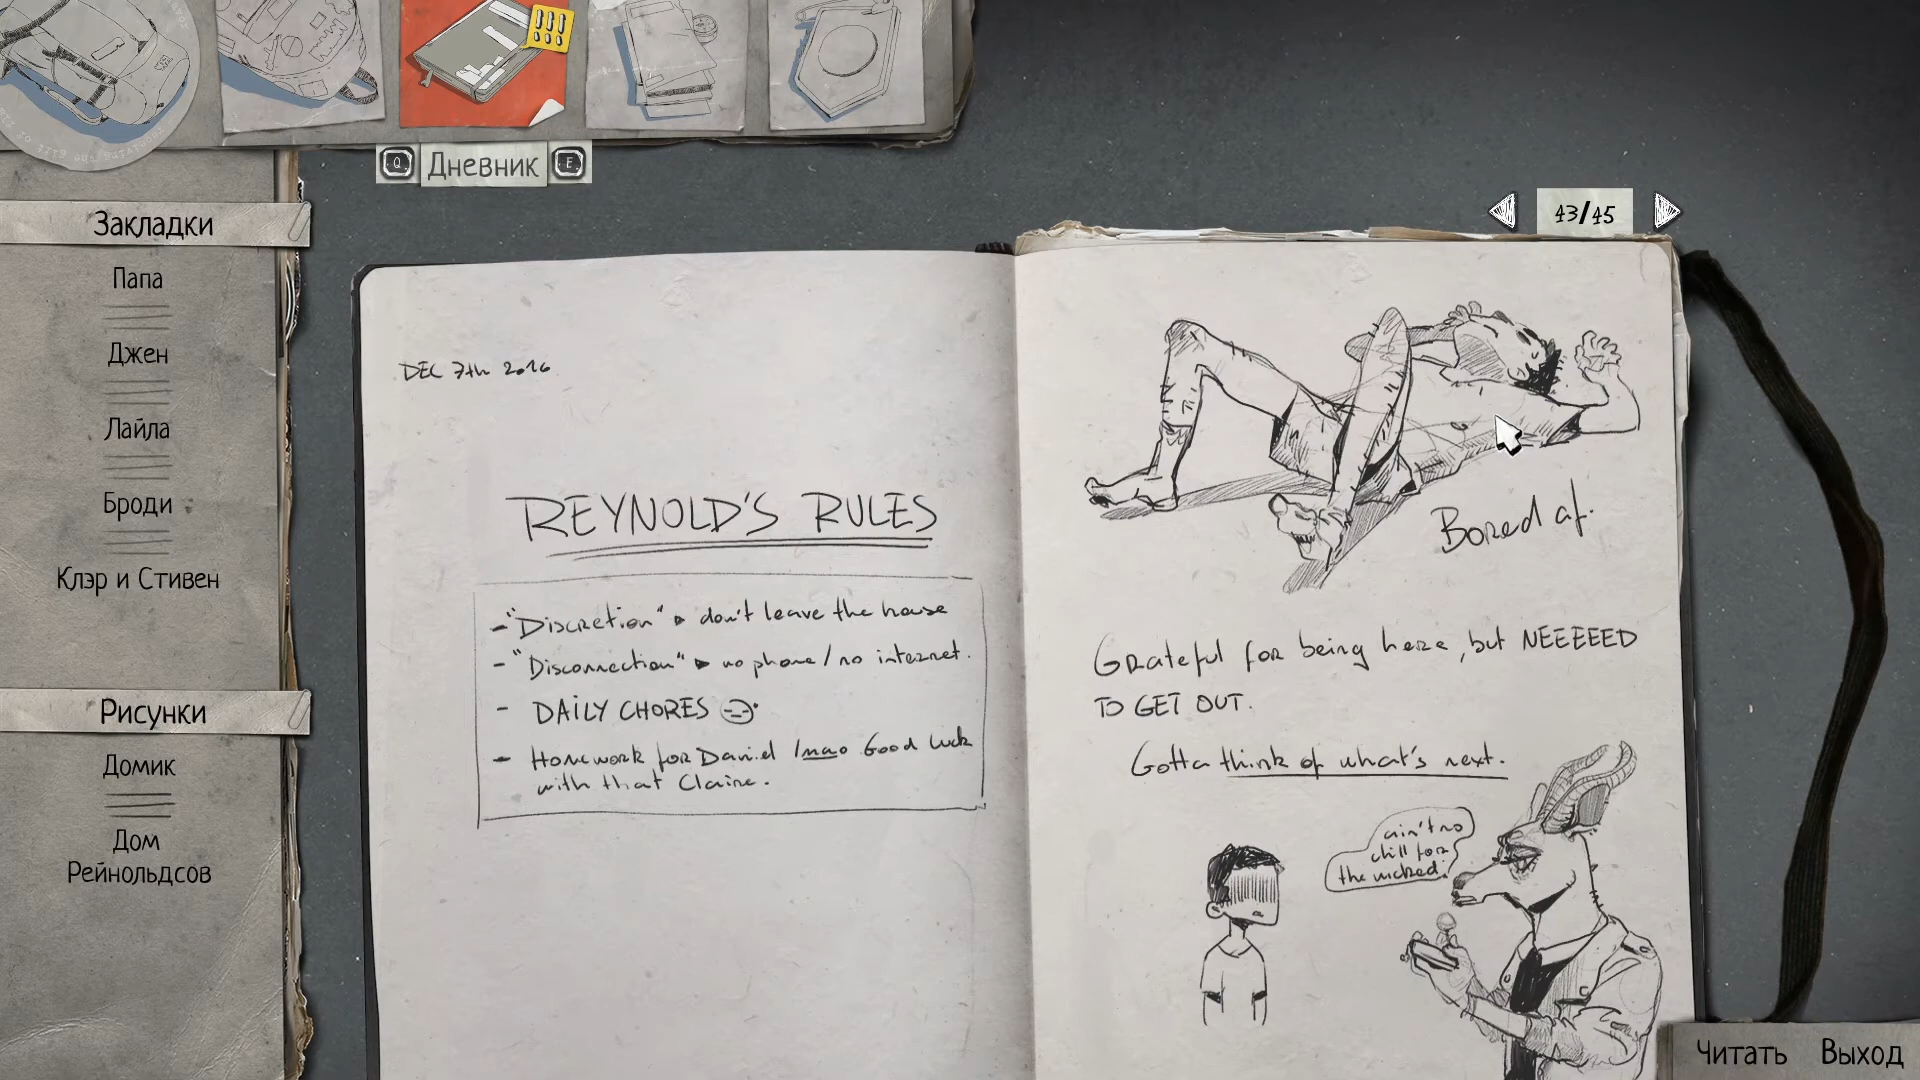 Q Дневник E
Закладки
Папа
Джен
Лайла
Броди
Клэр и Стивен
Рисунки
Домик
Дом
Рейнольдсов
43/45
DEC 7th 2016
REYNOLD'S RULES
- "Discretion" don't leave the house
- "Disconnection" no phone / no internet.
- DAILY CHORES
- Homework for Daniel lmao Good luck
with that Claire.
Bored af.
Grateful for being here, but NEEEEED
TO GET OUT.
Gotta think of what's next.
ain't no
chill for
the wicked.
Читать Выход